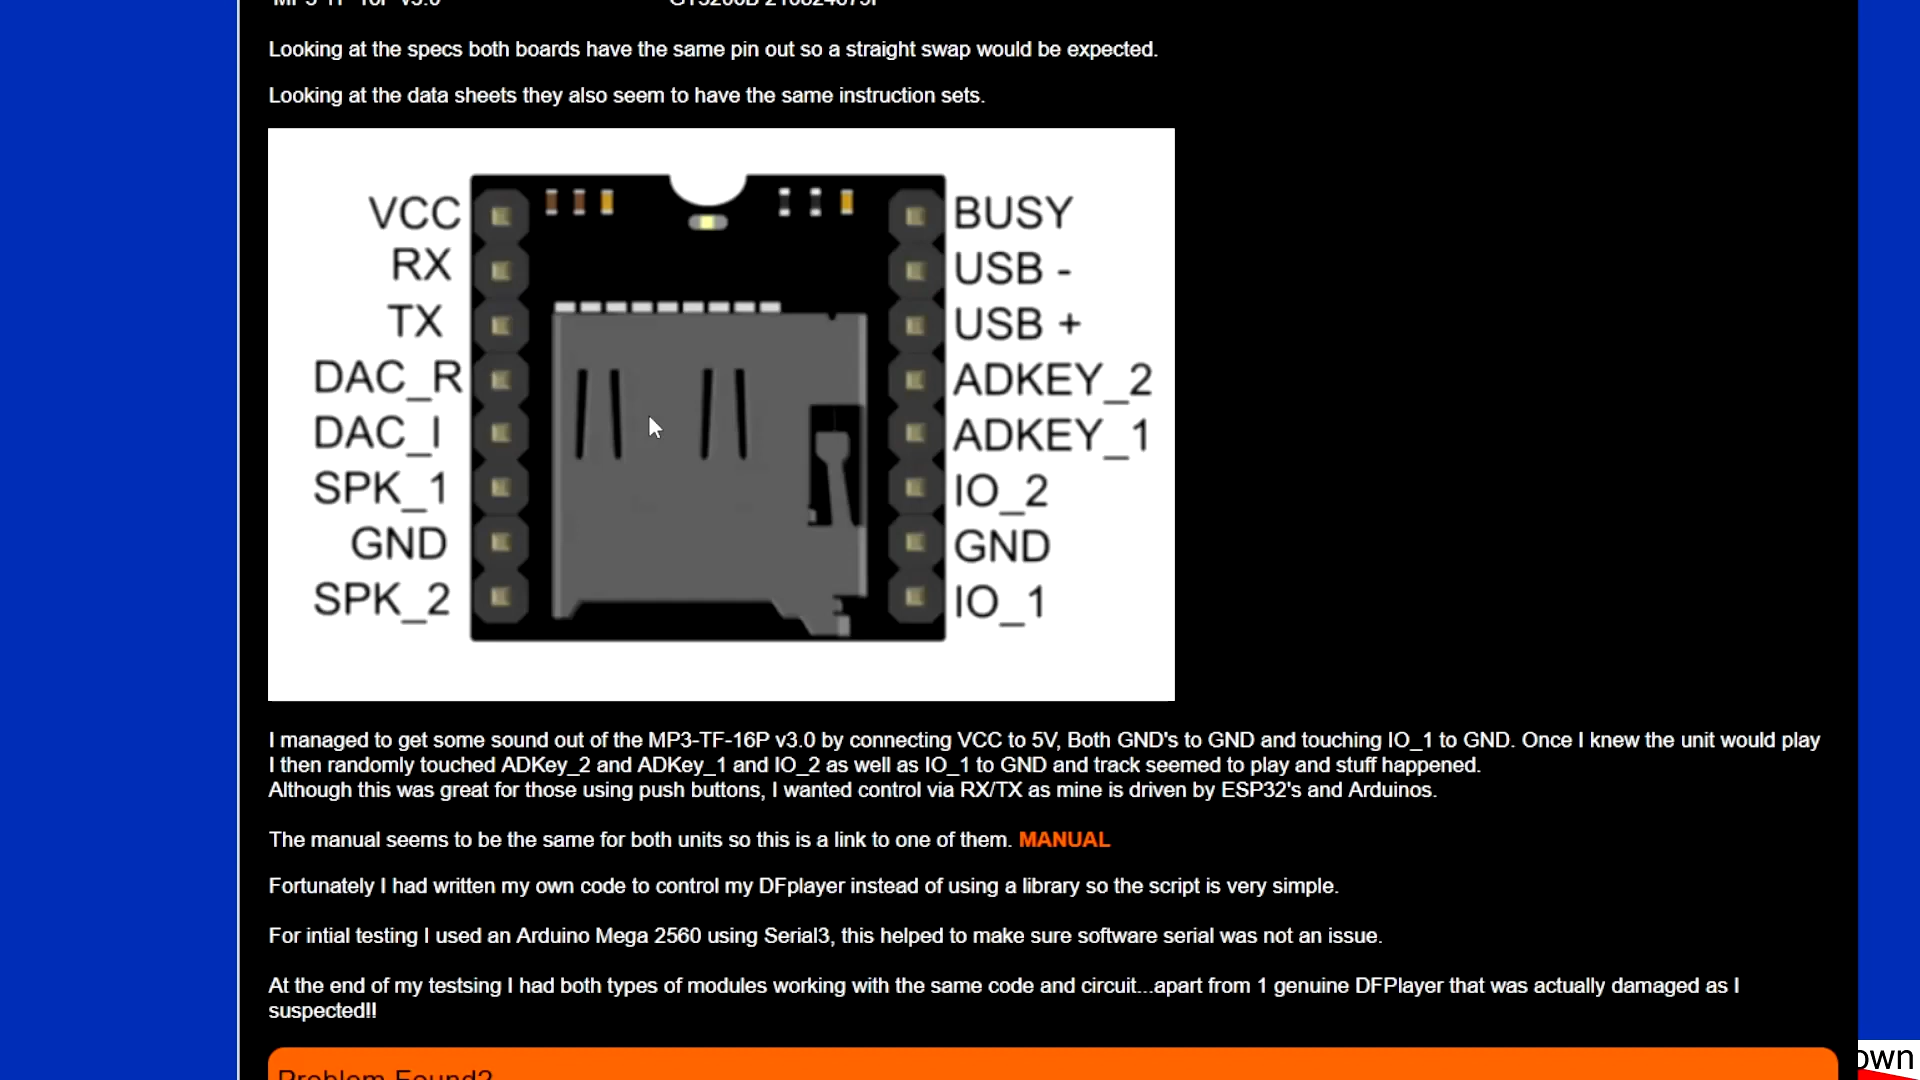 MP3-TF-16P v3.0
Looking at the specs both boards have the same pin out so a straight swap would be expected.
Looking at the data sheets they also seem to have the same instruction sets.
VCC
RX
TX
DAC_R
DAC_I
SPK_1
GND
SPK_2
BUSY
USB -
USB +
ADKEY_2
ADKEY_1
IO_2
GND
IO_1
I managed to get some sound out of the MP3-TF-16P v3.0 by connecting VCC to 5V, Both GND's to GND and touching IO_1 to GND. Once I knew the unit would play
I then randomly touched ADKey_2 and ADKey_1 and IO_2 as well as IO_1 to GND and track seemed to play and stuff happened.
Although this was great for those using push buttons, I wanted control via RX/TX as mine is driven by ESP32's and Arduinos.
The manual seems to be the same for both units so this is a link to one of them. MANUAL
Fortunately I had written my own code to control my DFplayer instead of using a library so the script is very simple.
For intial testing I used an Arduino Mega 2560 using Serial3, this helped to make sure software serial was not an issue.
At the end of my testsing I had both types of modules working with the same code and circuit...apart from 1 genuine DFPlayer that was actually damaged as I
suspected!!
Problem Found?
own